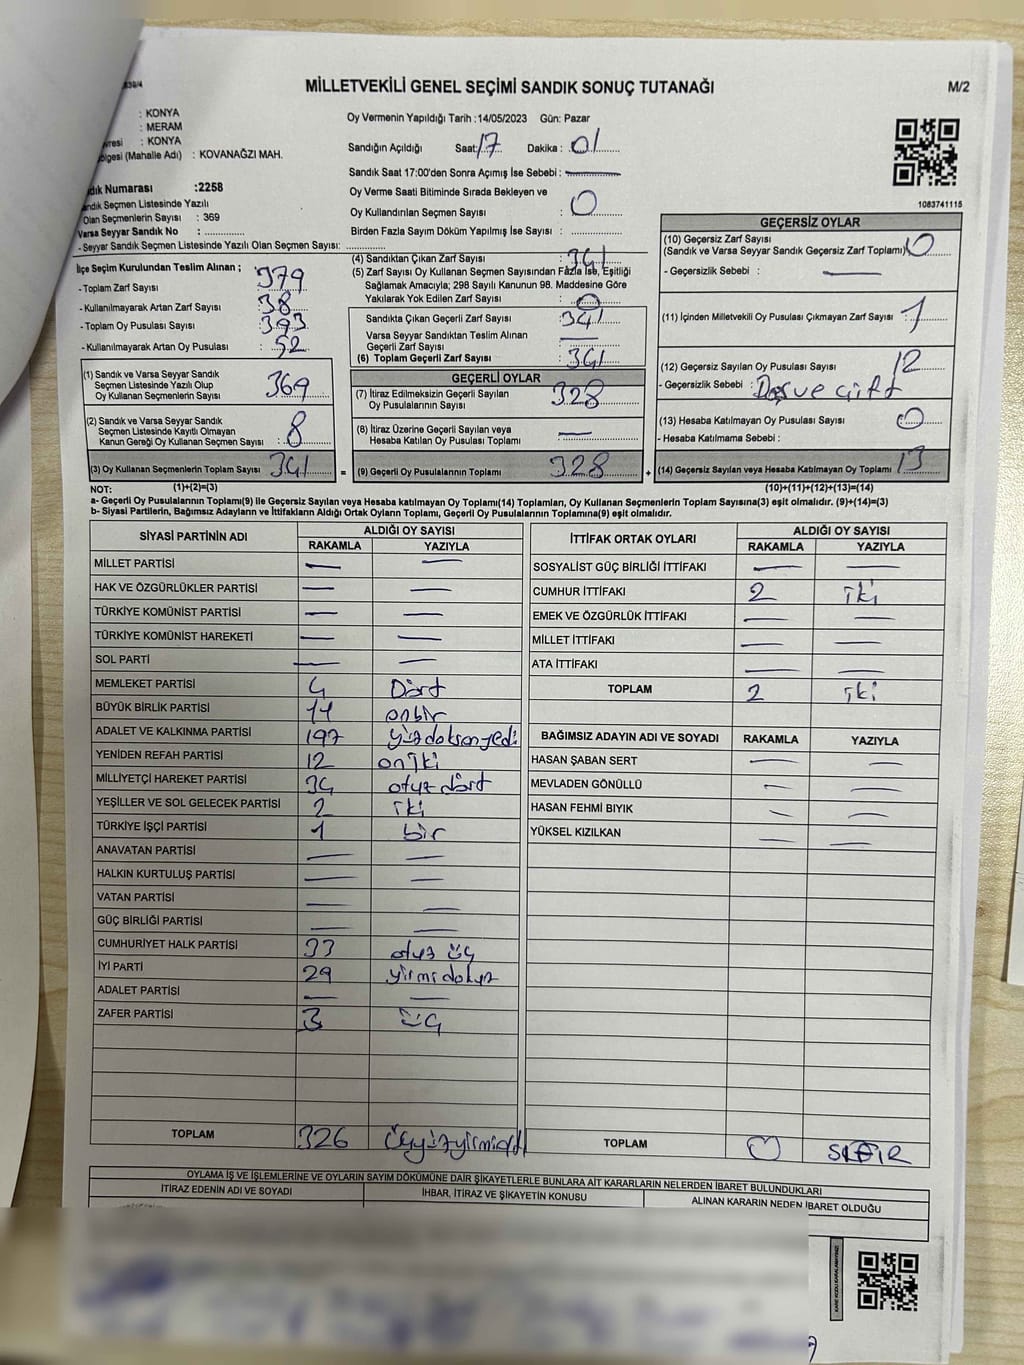 MİLLETVEKİLİ GENEL SEÇİMİ SANDIK SONUÇ TUTANAĞI
M/2
: KONYA
: MERAM
: KONYA
(Mahalle Adı) : KOVANAĞZI MAH.
Oy Vermenin Yapıldığı Tarih : 14/05/2023 Gün: Pazar
Sandığın Açıldığı Saat: 17 Dakika : 01
Sandık Saat 17:00'den Sonra Açımış İse Sebebi :
Oy Verme Saati Bitiminde Sırada Bekleyen ve
Oy Kullandırılan Seçmen Sayısı : 0
Birden Fazla Sayım Döküm Yapılmış İse Sayısı :
1083741115
Numarası :2258
Sandık Seçmen Listesinde Yazılı
Olan Seçmenlerin Sayısı : 369
Varsa Seyyar Sandık No :
- Seyyar Sandık Seçmen Listesinde Yazılı Olan Seçmen Sayısı:
İlçe Seçim Kurulundan Teslim Alınan ;
- Toplam Zarf Sayısı : 379
- Kullanılmayarak Artan Zarf Sayısı : 38
- Toplam Oy Pusulası Sayısı : 393
- Kullanılmayarak Artan Oy Pusulası : 52
(1) Sandık ve Varsa Seyyar Sandık
Seçmen Listesinde Yazılı Olup
Oy Kullanan Seçmenlerin Sayısı : 369
(2) Sandık ve Varsa Seyyar Sandık
Seçmen Listesinde Kayıtlı Olmayan
Kanun Gereği Oy Kullanan Seçmen Sayısı : 8
(3) Oy Kullanan Seçmenlerin Toplam Sayısı : 341
(1)+(2)=(3)
(4) Sandıktan Çıkan Zarf Sayısı : 341
(5) Zarf Sayısı Oy Kullanan Seçmen Sayısından Fazla İse, Eşitliği
Sağlamak Amacıyla; 298 Sayılı Kanunun 98. Maddesine Göre
Yakılarak Yok Edilen Zarf Sayısı : 0
Sandıkta Çıkan Geçerli Zarf Sayısı : 341
Varsa Seyyar Sandıktan Teslim Alınan
Geçerli Zarf Sayısı :
(6) Toplam Geçerli Zarf Sayısı : 341
GEÇERLİ OYLAR
(7) İtiraz Edilmeksizin Geçerli Sayılan
Oy Pusulalarının Sayısı : 328
(8) İtiraz Üzerine Geçerli Sayılan veya
Hesaba Katılan Oy Pusulası Toplamı :
= (9) Geçerli Oy Pusulalarının Toplamı : 328 +
GEÇERSİZ OYLAR
(10) Geçersiz Zarf Sayısı
(Sandık ve Varsa Seyyar Sandık Geçersiz Zarf Toplamı) 0
- Geçersizlik Sebebi :
(11) İçinden Milletvekili Oy Pusulası Çıkmayan Zarf Sayısı : 1
(12) Geçersiz Sayılan Oy Pusulası Sayısı : 12
- Geçersizlik Sebebi : Boş ve Çift
(13) Hesaba Katılmayan Oy Pusulası Sayısı : 0
- Hesaba Katılmama Sebebi :
(14) Geçersiz Sayılan veya Hesaba Katılmayan Oy Toplamı : 13
(10)+(11)+(12)+(13)=(14)
NOT:
a- Geçerli Oy Pusulalarının Toplamı(9) ile Geçersiz Sayılan veya Hesaba katılmayan Oy Toplamı(14) Toplamları, Oy Kullanan Seçmenlerin Toplam Sayısına(3) eşit olmalıdır. (9)+(14)=(3)
b- Siyasi Partilerin, Bağımsız Adayların ve İttifakların Aldığı Ortak Oyların Toplamı, Geçerli Oy Pusulalarının Toplamına(9) eşit olmalıdır.
SİYASİ PARTİNİN ADI ALDIĞI OY SAYISI
RAKAMLA YAZIYLA
MİLLET PARTİSİ
HAK VE ÖZGÜRLÜKLER PARTİSİ
TÜRKİYE KOMÜNİST PARTİSİ
TÜRKİYE KOMÜNİST HAREKETİ
SOL PARTİ
MEMLEKET PARTİSİ 4 Dört
BÜYÜK BİRLİK PARTİSİ 11 onbir
ADALET VE KALKINMA PARTİSİ 197 yüzdoksanyedi
YENİDEN REFAH PARTİSİ 12 oniki
MİLLİYETÇİ HAREKET PARTİSİ 34 otuz dört
YEŞİLLER VE SOL GELECEK PARTİSİ 2 iki
TÜRKİYE İŞÇİ PARTİSİ 1 bir
ANAVATAN PARTİSİ
HALKIN KURTULUŞ PARTİSİ
VATAN PARTİSİ
GÜÇ BİRLİĞİ PARTİSİ
CUMHURİYET HALK PARTİSİ 33 otuz üç
İYİ PARTİ 29 yirmi dokuz
ADALET PARTİSİ
ZAFER PARTİSİ 3 üç
TOPLAM 326 üçyüzyirmialtı
İTTİFAK ORTAK OYLARI ALDIĞI OY SAYISI
RAKAMLA YAZIYLA
SOSYALİST GÜÇ BİRLİĞİ İTTİFAKI
CUMHUR İTTİFAKI 2 iki
EMEK VE ÖZGÜRLÜK İTTİFAKI
MİLLET İTTİFAKI
ATA İTTİFAKI
TOPLAM 2 iki
BAĞIMSIZ ADAYIN ADI VE SOYADI RAKAMLA YAZIYLA
HASAN ŞABAN SERT
MEVLADEN GÖNÜLLÜ
HASAN FEHMİ BIYIK
YÜKSEL KIZILKAN
TOPLAM 0 SIFIR
OYLAMA İŞ VE İŞLEMLERİNE VE OYLARIN SAYIM DÖKÜMÜNE DAİR ŞİKAYETLERLE BUNLARA AİT KARARLARIN NELERDEN İBARET BULUNDUKLARI
İTİRAZ EDENİN ADI VE SOYADI İHBAR, İTİRAZ VE ŞİKAYETİN KONUSU ALINAN KARARIN NEDEN İBARET OLDUĞU